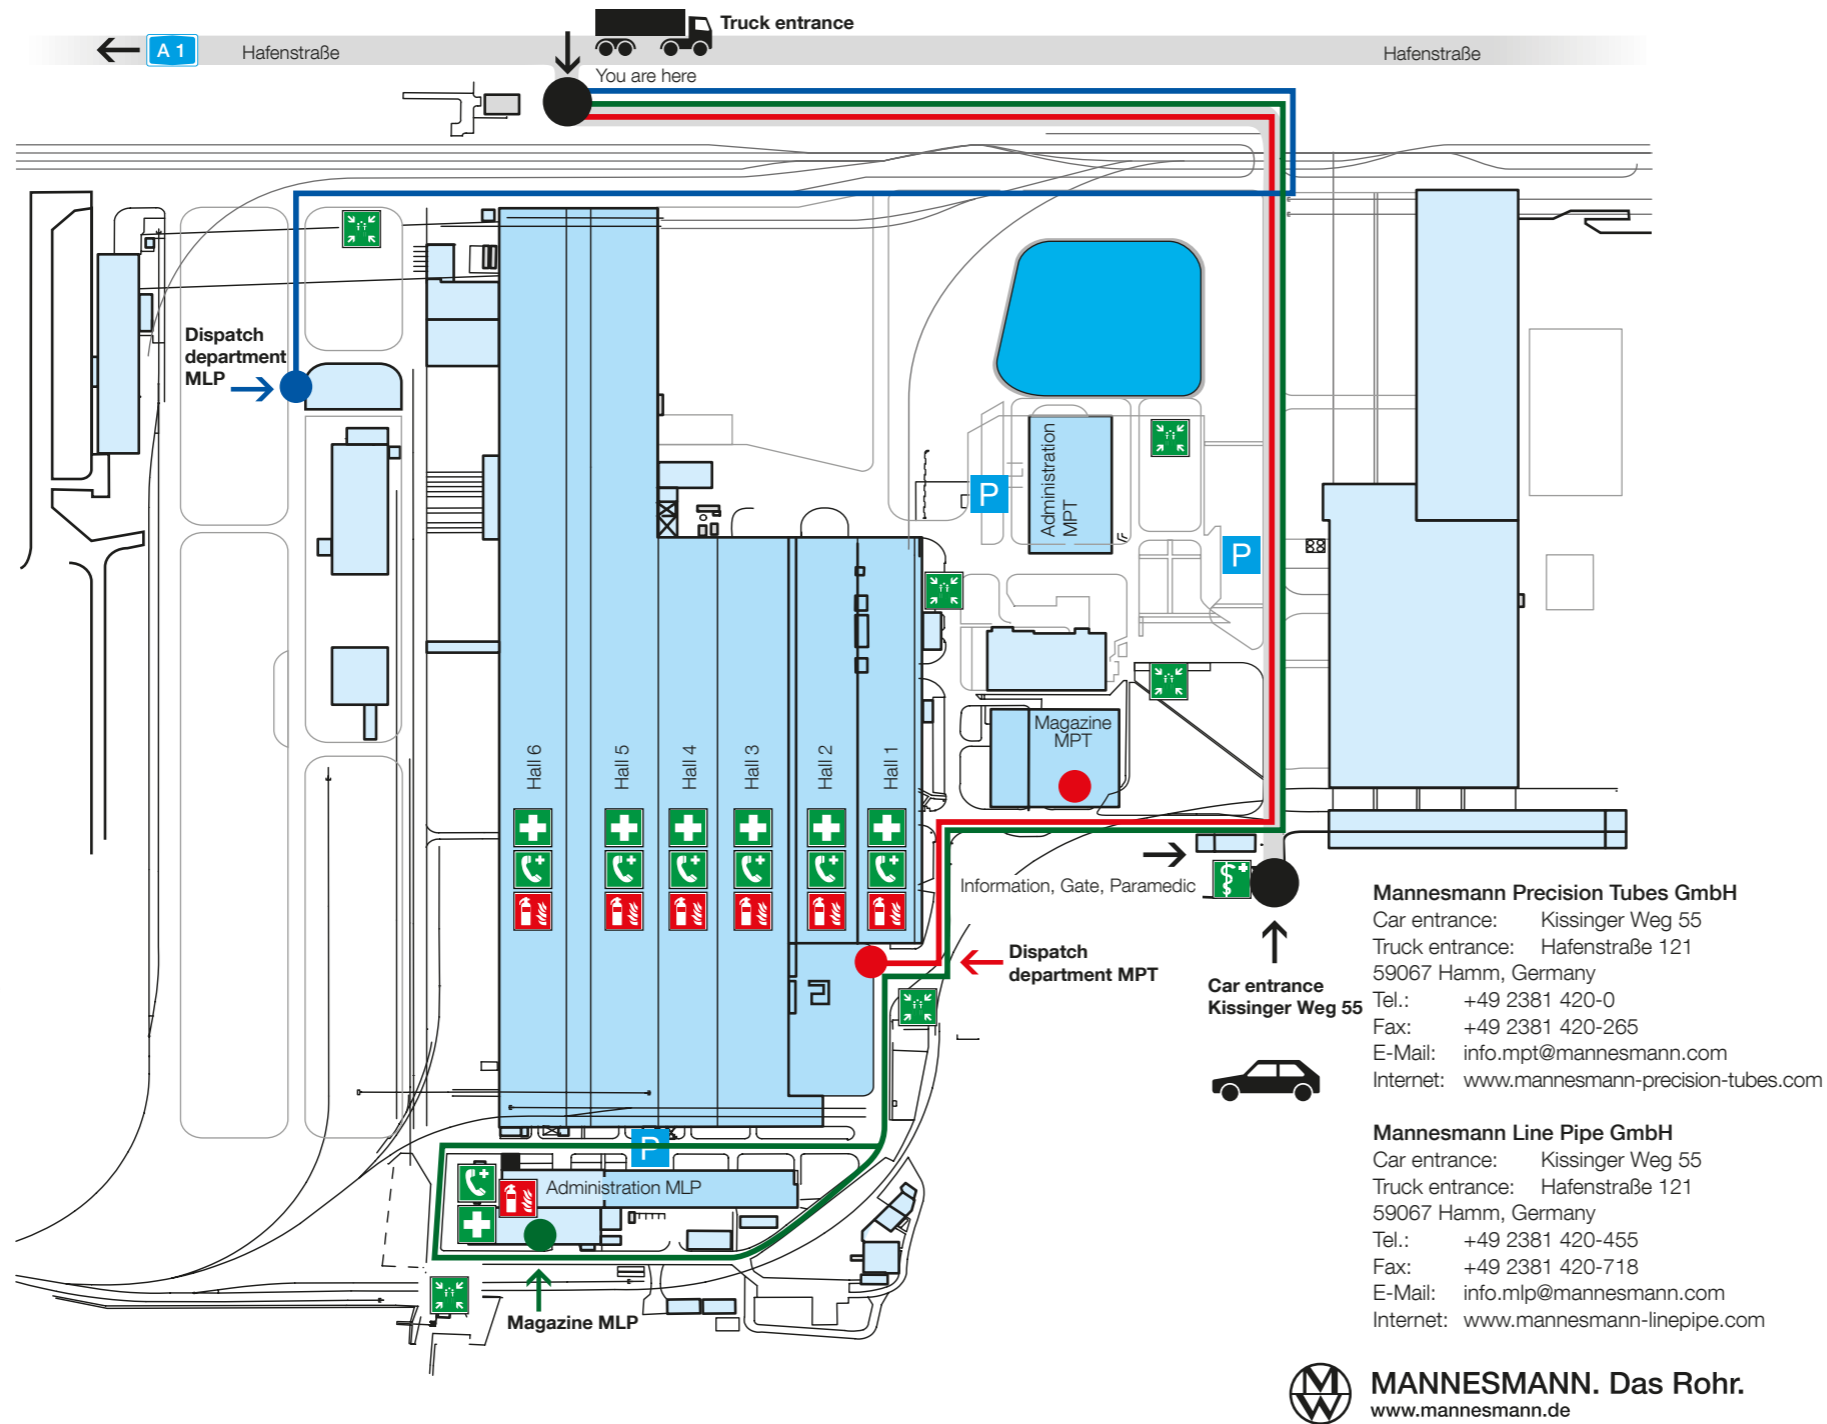 Truck entrance
A 1
Hafenstraße
Hafenstraße
You are here
Dispatch
department
MLP
Administration
MPT
P
P
Magazine
MPT
Hall 6
Hall 5
Hall 4
Hall 3
Hall 2
Hall 1
Information, Gate, Paramedic
Dispatch
department MPT
Car entrance
Kissinger Weg 55
P
Administration MLP
Magazine MLP
Mannesmann Precision Tubes GmbH
Car entrance: Kissinger Weg 55
Truck entrance: Hafenstraße 121
59067 Hamm, Germany
Tel.: +49 2381 420-0
Fax: +49 2381 420-265
E-Mail: info.mpt@mannesmann.com
Internet: www.mannesmann-precision-tubes.com
Mannesmann Line Pipe GmbH
Car entrance: Kissinger Weg 55
Truck entrance: Hafenstraße 121
59067 Hamm, Germany
Tel.: +49 2381 420-455
Fax: +49 2381 420-718
E-Mail: info.mlp@mannesmann.com
Internet: www.mannesmann-linepipe.com
MW
MANNESMANN. Das Rohr.
www.mannesmann.de